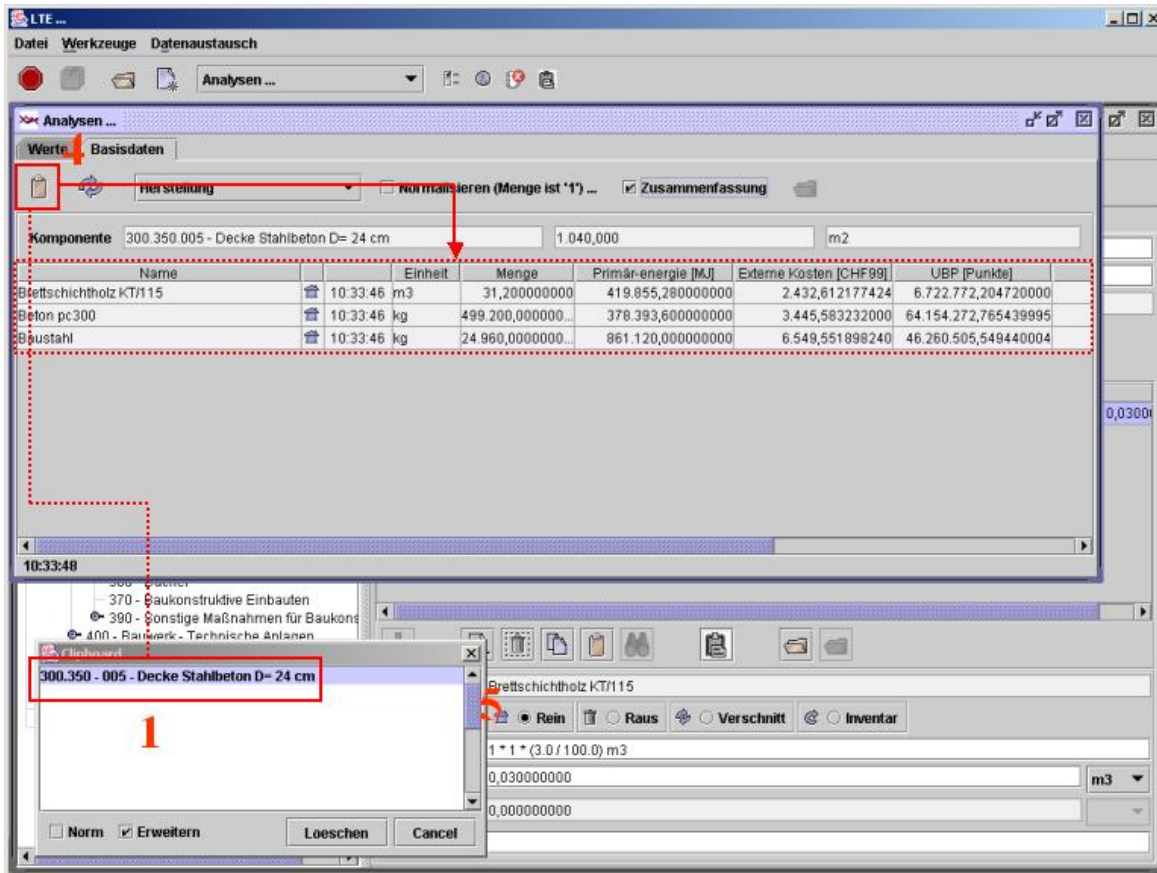 LTE ...
Datei Werkzeuge Datenaustausch
Analysen ...
Analysen ...
Werte 4 Basisdaten
Herstellung Normalisieren (Menge ist '1') ... Zusammenfassung
Komponente 300.350.005 - Decke Stahlbeton D= 24 cm 1.040,000 m2
Name Einheit Menge Primär-energie [MJ] Externe Kosten [CHF99] UBP [Punkte]
Brettschichtholz KT/115 10:33:46 m3 31,200000000 419.855,280000000 2.432,612177424 6.722.772,204720000
Beton pc300 10:33:46 kg 499.200,000000... 378.393,600000000 3.445,583232000 64.154.272,765439995
Baustahl 10:33:46 kg 24.960,0000000... 861.120,000000000 6.549,551898240 46.260.505,549440004
0,0300
10:33:48
370 - Baukonstruktive Einbauten
390 - Sonstige Maßnahmen für Baukons
400 - Bauwerk - Technische Anlagen
Clipboard
300.350 - 005 - Decke Stahlbeton D= 24 cm
1
Norm Erweitern Loeschen Cancel
Brettschichtholz KT/115
5 Rein Raus Verschnitt Inventar
1 * 1 * (3.0 / 100.0) m3
0,030000000 m3
0,000000000